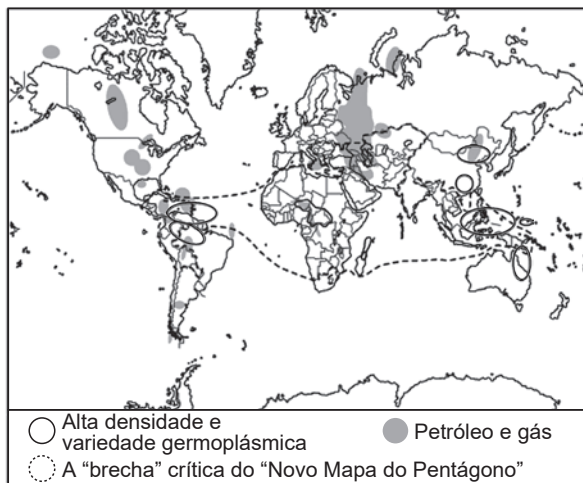 Alta densidade e
variedade germoplásmica
Petróleo e gás
A “brecha” crítica do “Novo Mapa do Pentágono”